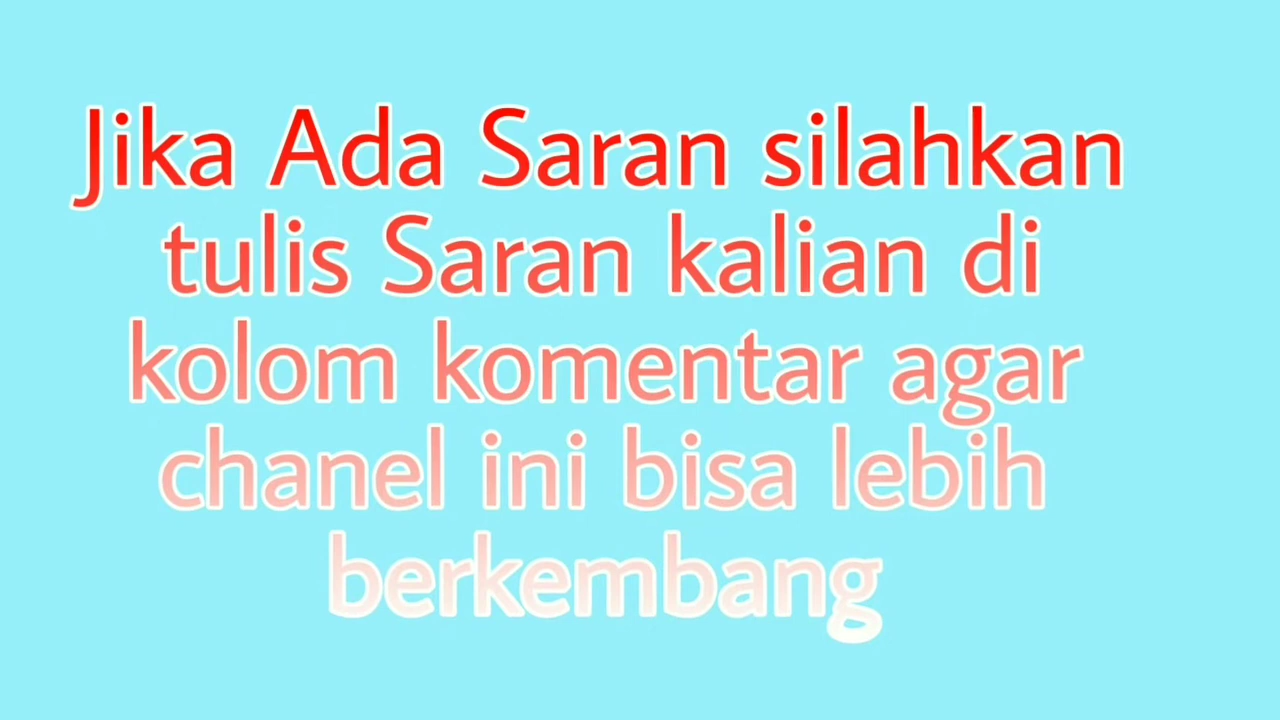 Jika Ada Saran silahkan
tulis Saran kalian di
kolom komentar agar
chanel ini bisa lebih
berkembang